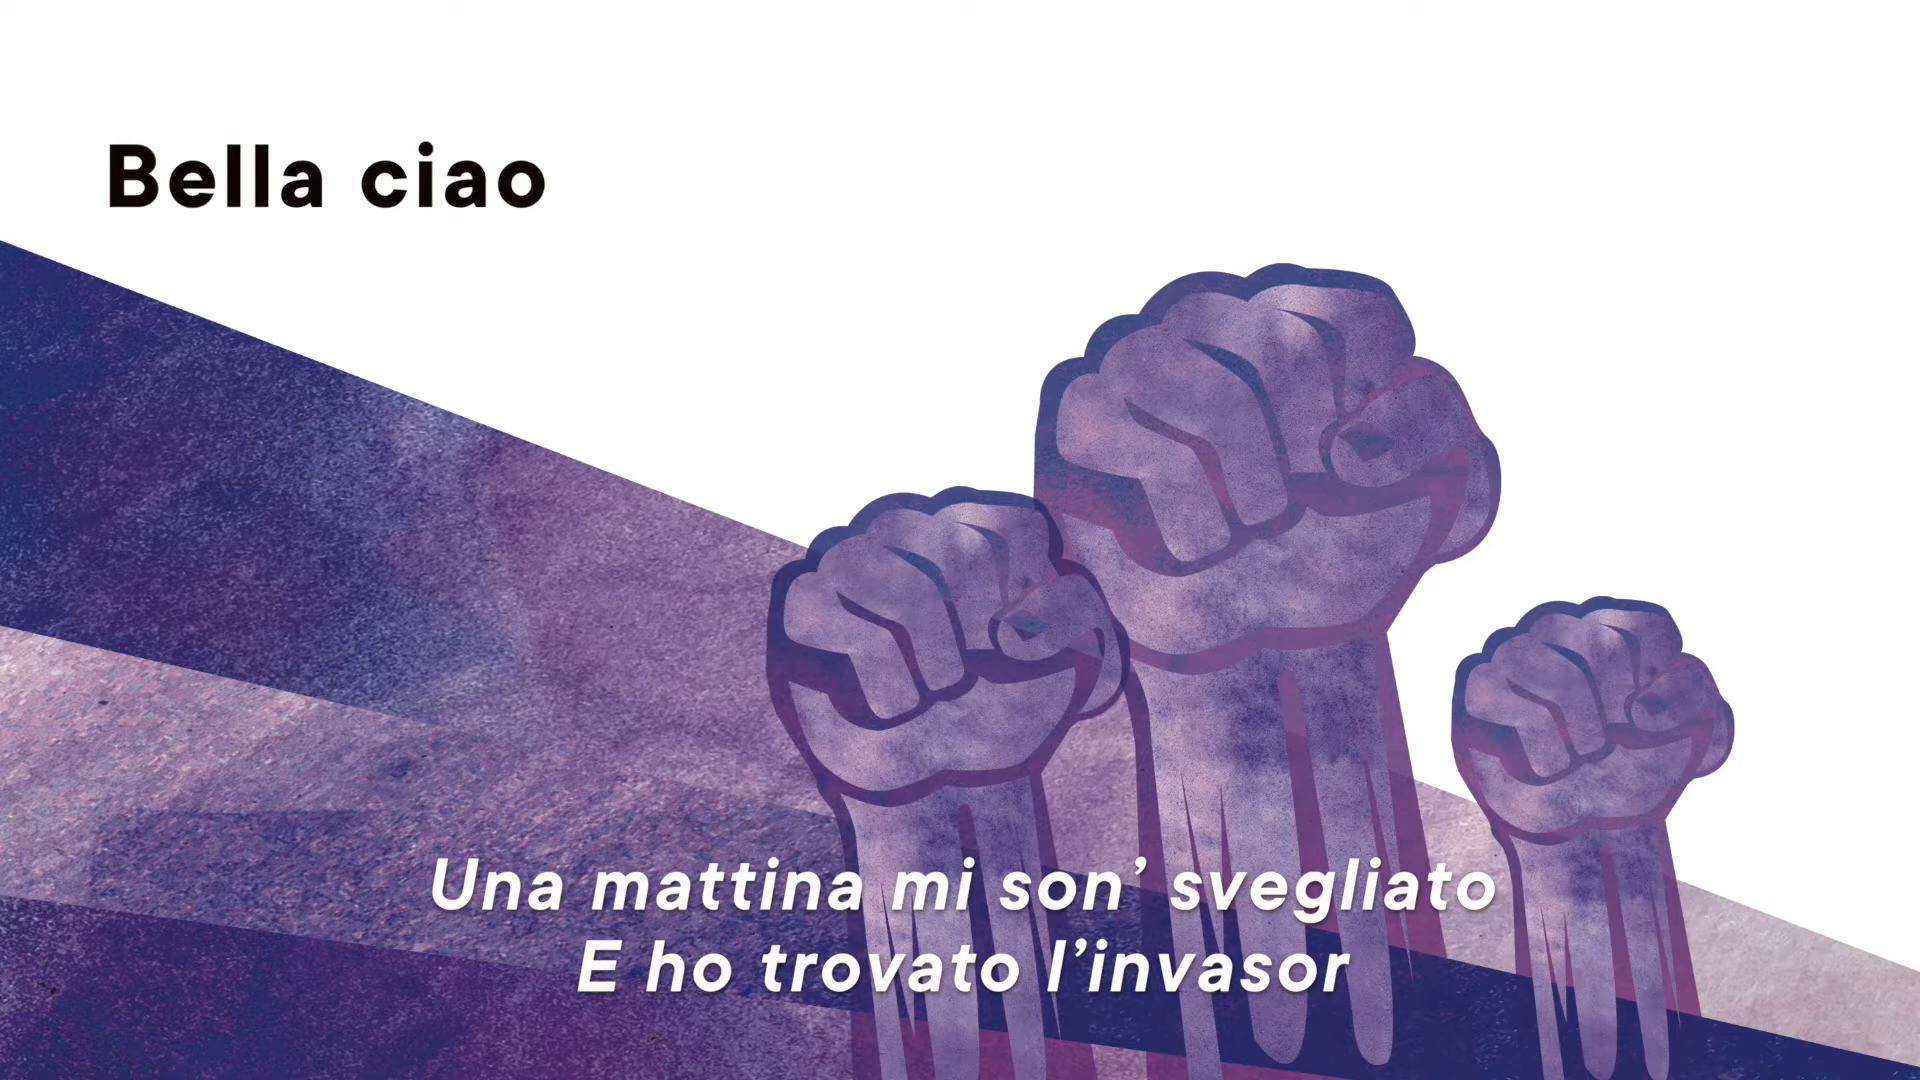 Bella ciao
Una mattina mi son’ svegliato
E ho trovato l’invasor